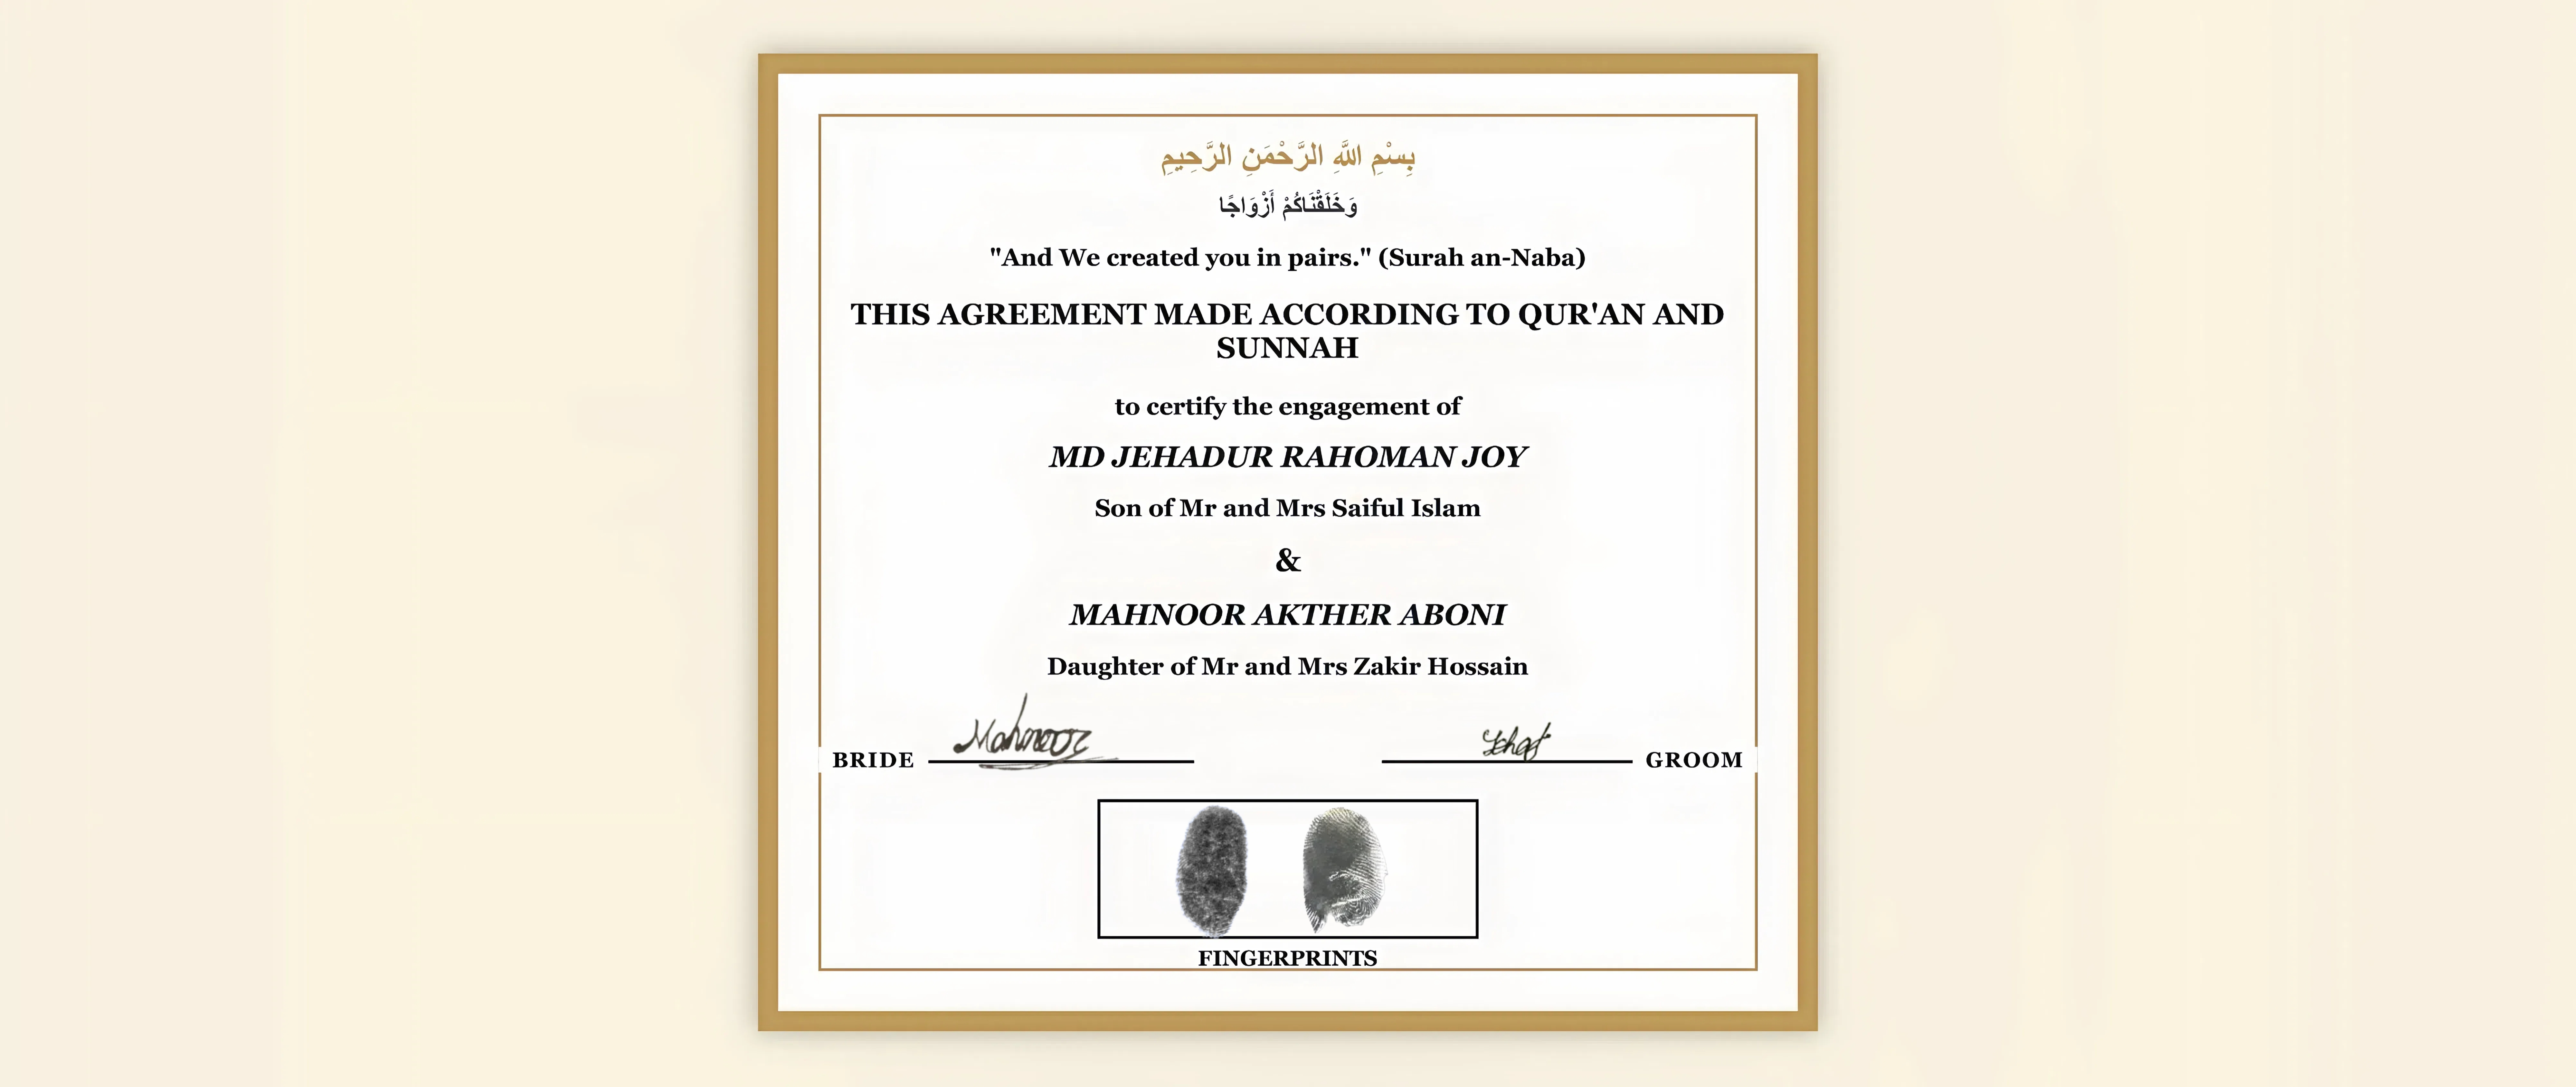 بِسْمِ اللَّهِ الرَّحْمَنِ الرَّحِيمِ
وَخَلَقْنَاكُمْ أَزْوَاجًا
"And We created you in pairs." (Surah an-Naba)
THIS AGREEMENT MADE ACCORDING TO QUR'AN AND
SUNNAH
to certify the engagement of
MD JEHADUR RAHOMAN JOY
Son of Mr and Mrs Saiful Islam
&
MAHNOOR AKTHER ABONI
Daughter of Mr and Mrs Zakir Hossain
BRIDE Mahnoor GROOM
FINGERPRINTS